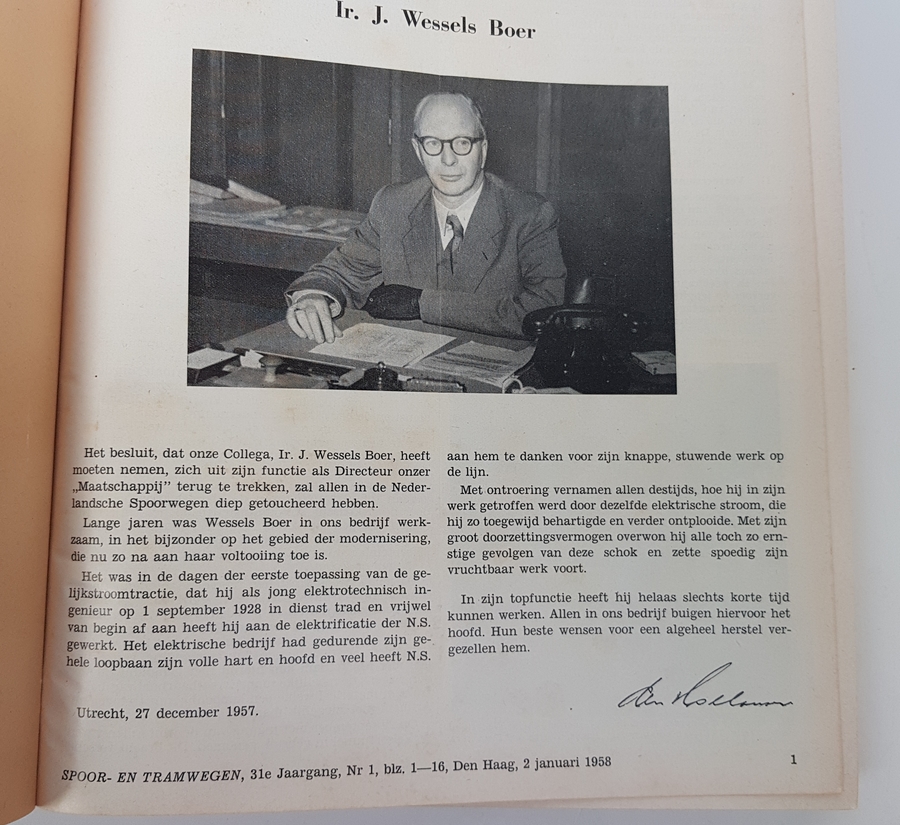 Ir. J. Wessels Boer
Het besluit, dat onze Collega, Ir. J. Wessels Boer, heeft
moeten nemen, zich uit zijn functie als Directeur onzer
„Maatschappij” terug te trekken, zal allen in de Neder-
landsche Spoorwegen diep getoucheerd hebben.
Lange jaren was Wessels Boer in ons bedrijf werk-
zaam, in het bijzonder op het gebied der modernisering,
die nu zo na aan haar voltooiing toe is.
Het was in de dagen der eerste toepassing van de ge-
lijkstroomtractie, dat hij als jong elektrotechnisch in-
genieur op 1 september 1928 in dienst trad en vrijwel
van begin af aan heeft hij aan de elektrificatie der N.S.
gewerkt. Het elektrische bedrijf had gedurende zijn ge-
hele loopbaan zijn volle hart en hoofd en veel heeft N.S.
aan hem te danken voor zijn knappe, stuwende werk op
de lijn.
Met ontroering vernamen allen destijds, hoe hij in zijn
werk getroffen werd door dezelfde elektrische stroom, die
hij zo toegewijd behartigde en verder ontplooide. Met zijn
groot doorzettingsvermogen overwon hij alle toch zo ern-
stige gevolgen van deze schok en zette spoedig zijn
vruchtbaar werk voort.
In zijn topfunctie heeft hij helaas slechts korte tijd
kunnen werken. Allen in ons bedrijf buigen hiervoor het
hoofd. Hun beste wensen voor een algeheel herstel ver-
gezellen hem.
Utrecht, 27 december 1957.
SPOOR- EN TRAMWEGEN, 31e Jaargang, Nr 1, blz. 1—16, Den Haag, 2 januari 1958
1